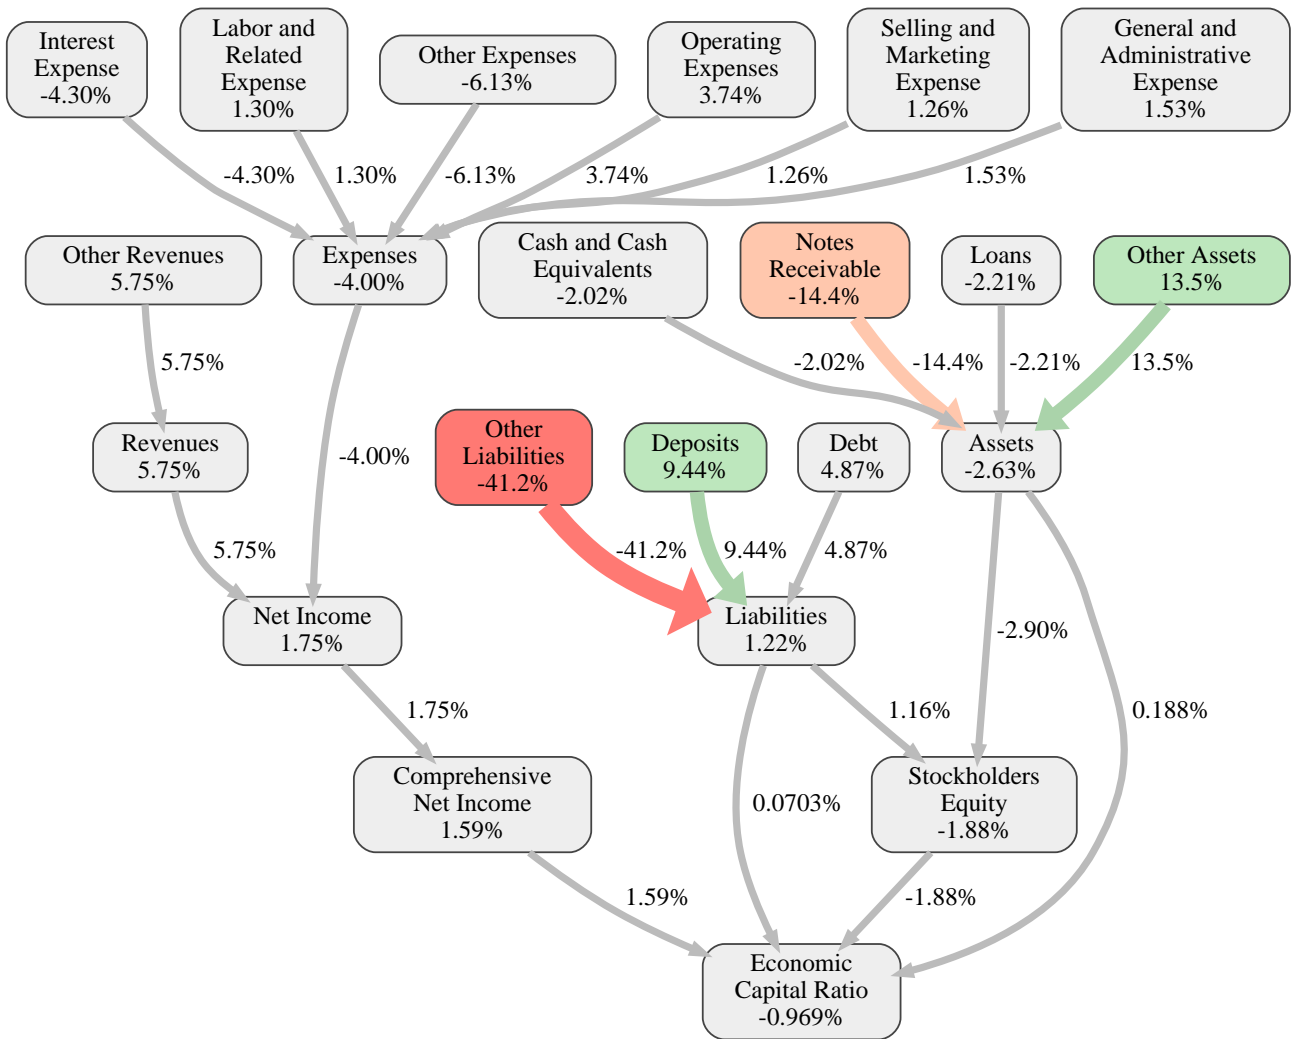 Interest
Expense
-4.30%
Labor and
Related
Expense
1.30%
Other Expenses
-6.13%
Operating
Expenses
3.74%
Selling and
Marketing
Expense
1.26%
General and
Administrative
Expense
1.53%
-4.30%
1.30%
-6.13%
3.74%
1.26%
1.53%
Other Revenues
5.75%
Expenses
-4.00%
Cash and Cash
Equivalents
-2.02%
Notes
Receivable
-14.4%
Loans
-2.21%
Other Assets
13.5%
5.75%
-2.02%
-14.4%
-2.21%
13.5%
Revenues
5.75%
-4.00%
Other
Liabilities
-41.2%
Deposits
9.44%
Debt
4.87%
Assets
-2.63%
5.75%
-41.2%
9.44%
4.87%
Net Income
1.75%
Liabilities
1.22%
-2.90%
1.75%
1.16%
0.188%
Comprehensive
Net Income
1.59%
0.0703%
Stockholders
Equity
-1.88%
1.59%
-1.88%
Economic
Capital Ratio
-0.969%